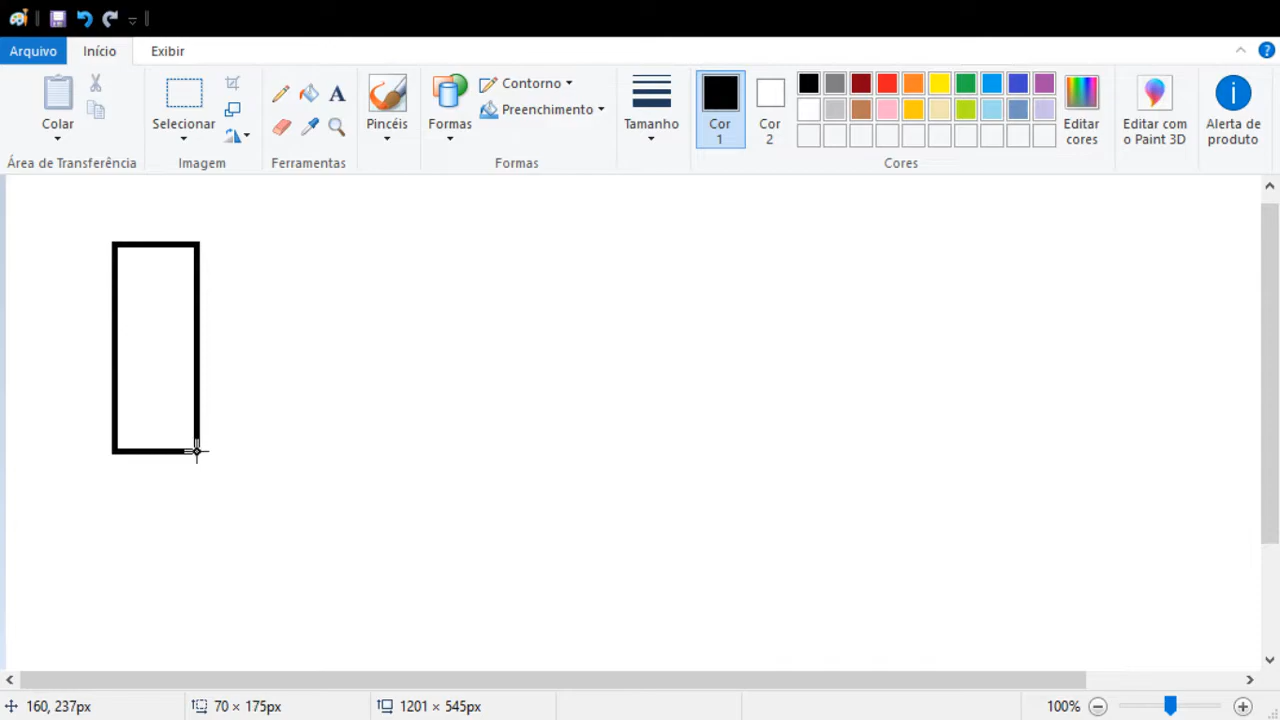 Arquivo Início Exibir
Colar
Selecionar
A
Pincéis
Formas
Contorno
Preenchimento
Tamanho
Cor
1
Cor
2
Editar
cores
Editar com
o Paint 3D
Alerta de
produto
Área de Transferência
Imagem
Ferramentas
Formas
Cores
160, 237px
70 × 175px
1201 × 545px
100%